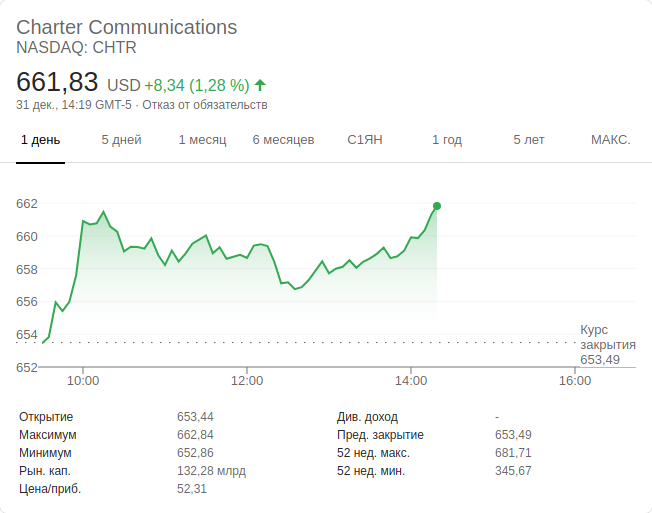 Charter Communications
NASDAQ: CHTR
661,83 USD +8,34 (1,28 %)
31 дек., 14:19 GMT-5 · Отказ от обязательств
1 день 5 дней 1 месяц 6 месяцев С1ЯН 1 год 5 лет МАКС.
662
660
658
656
654
Курс
закрытия
653,49
652
10:00 12:00 14:00 16:00
Открытие 653,44 Див. доход -
Максимум 662,84 Пред. закрытие 653,49
Минимум 652,86 52 нед. макс. 681,71
Рын. кап. 132,28 млрд 52 нед. мин. 345,67
Цена/приб. 52,31